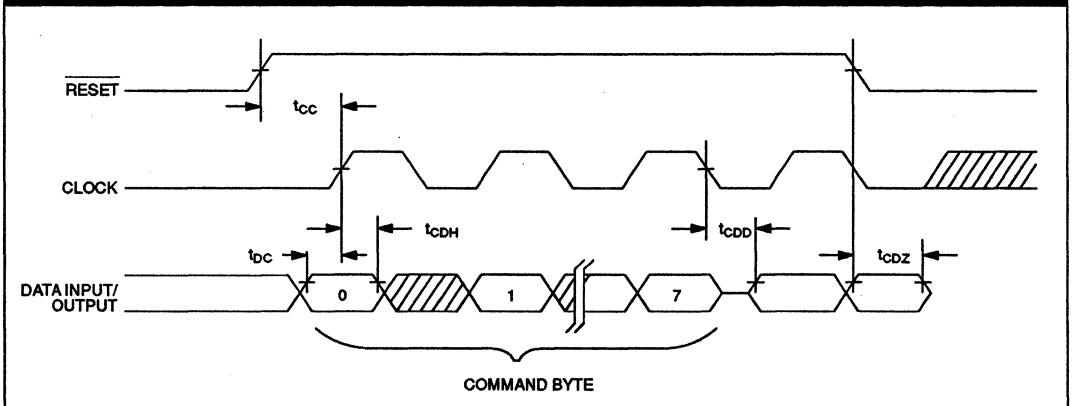 RESET
tCC
CLOCK
tCDH
tCDD
tDC
tCDZ
DATA INPUT/
OUTPUT
0
1
7
COMMAND BYTE